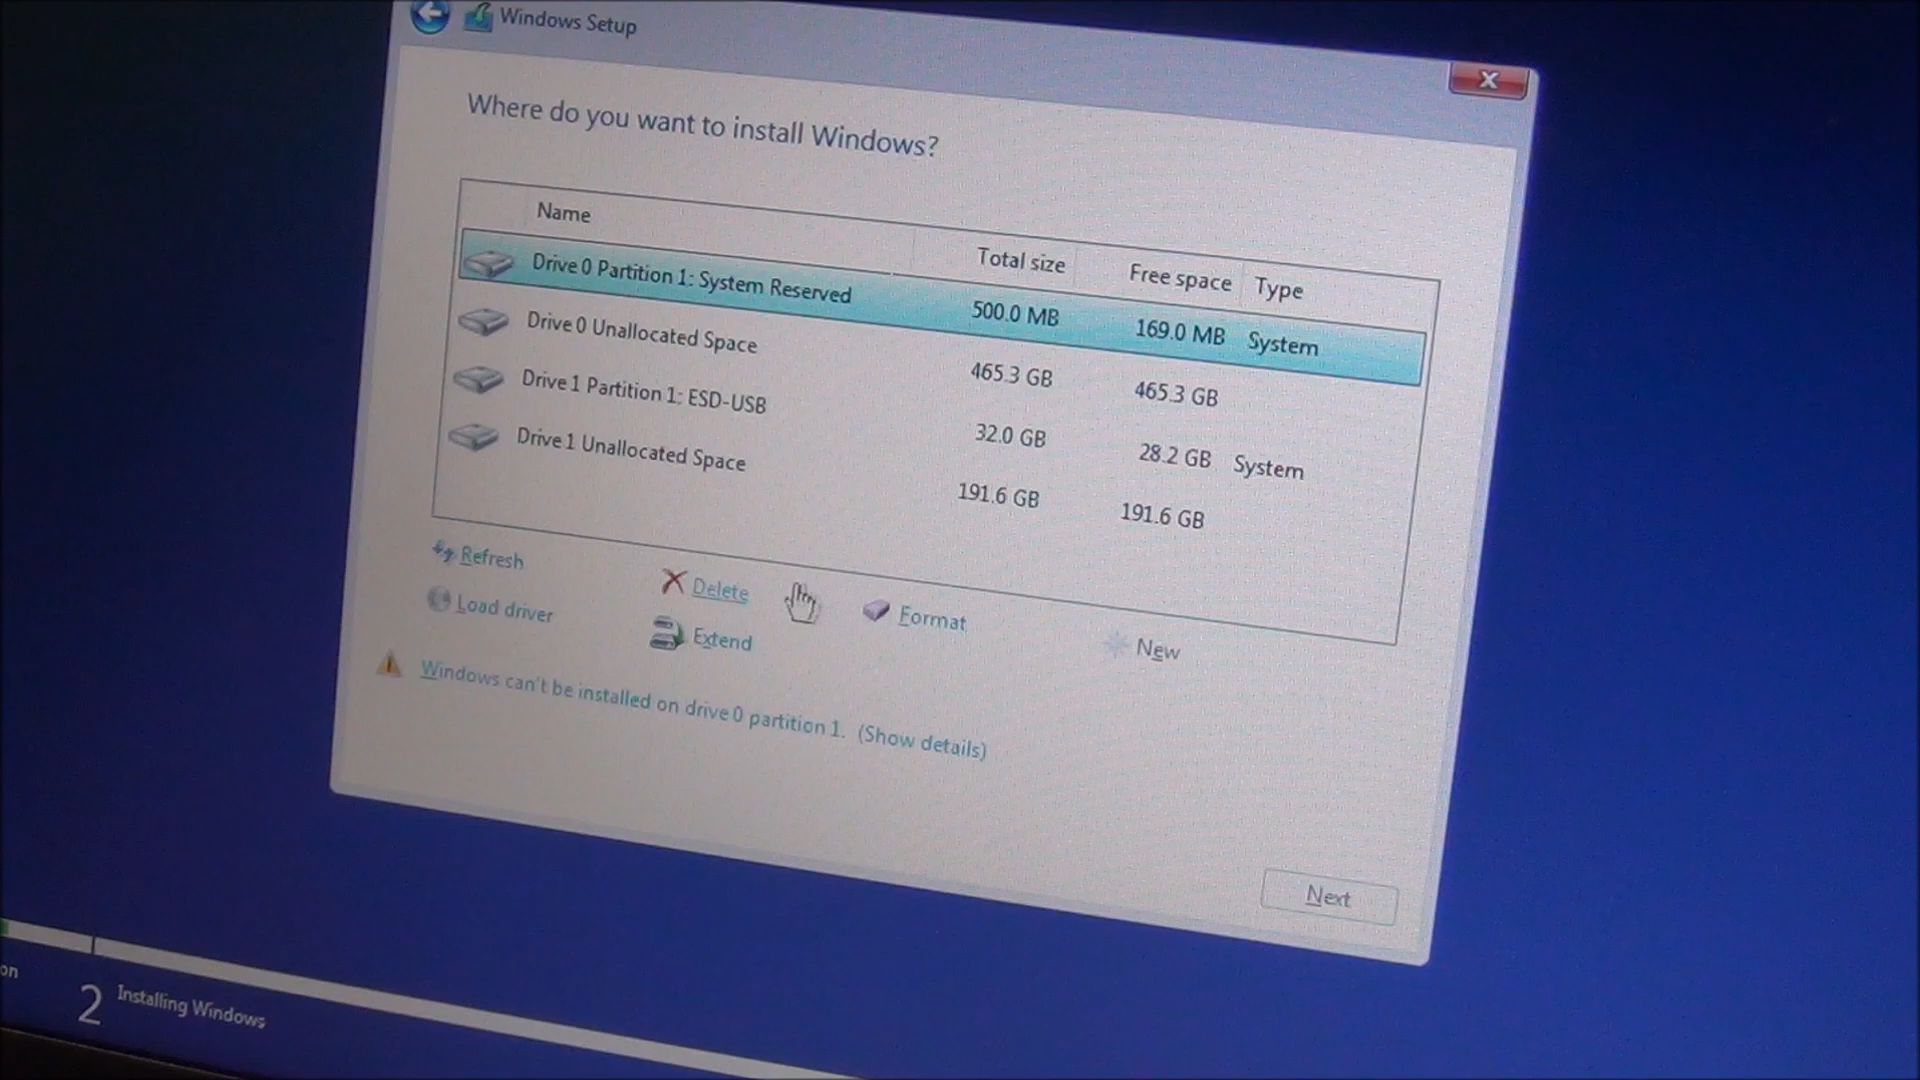 Windows Setup
Where do you want to install Windows?
Name Total size Free space Type
Drive 0 Partition 1: System Reserved 500.0 MB 169.0 MB System
Drive 0 Unallocated Space 465.3 GB 465.3 GB
Drive 1 Partition 1: ESD-USB 32.0 GB 28.2 GB System
Drive 1 Unallocated Space 191.6 GB 191.6 GB
Refresh Delete Format New
Load driver Extend
Windows can't be installed on drive 0 partition 1. (Show details)
Next
on
2 Installing Windows